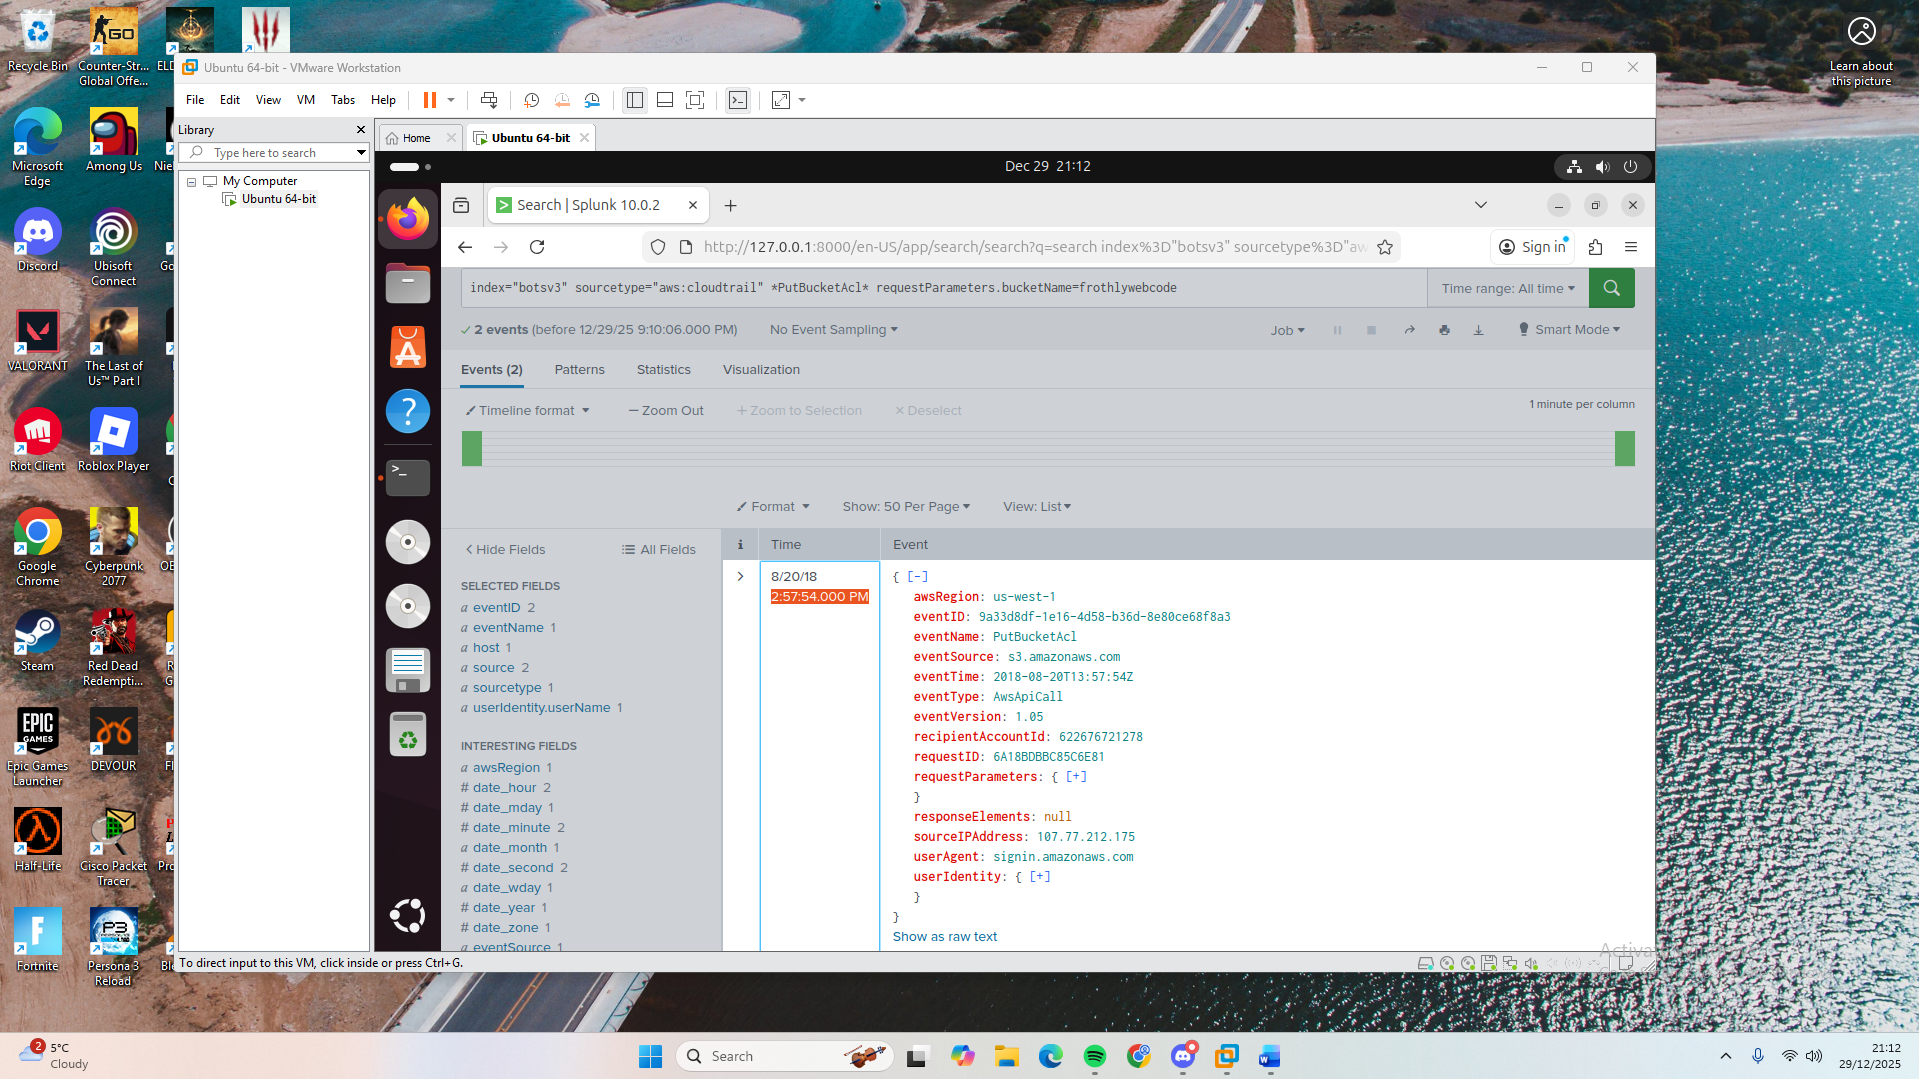 Recycle Bin
Counter-Str... Global Offe...
ELD
Learn about this picture
Microsoft Edge
Among Us
Nie
Discord
Ubisoft Connect
Go
VALORANT
The Last of Us™ Part I
Riot Client
Roblox Player
C
Google Chrome
Cyberpunk 2077
OB
Steam
Red Dead Redempti...
R
G
EPIC GAMES
Epic Games Launcher
DEVOUR
Fl
Half-Life
Cisco Packet Tracer
Pro
Fortnite
P3
Persona 3 Reload
Ble
GO
Ubuntu 64-bit - VMware Workstation
File Edit View VM Tabs Help
Library
Type here to search
My Computer
Ubuntu 64-bit
Home
Ubuntu 64-bit
Dec 29 21:12
Search | Splunk 10.0.2
http://127.0.0.1:8000/en-US/app/search/search?q=search index%3D"botsv3" sourcetype%3D"aw
Sign in
index="botsv3" sourcetype="aws:cloudtrail" *PutBucketAcl* requestParameters.bucketName=frothlywebcode
Time range: All time
2 events (before 12/29/25 9:10:06.000 PM)
No Event Sampling
Job
Smart Mode
Events (2)
Patterns
Statistics
Visualization
Timeline format
— Zoom Out
+ Zoom to Selection
× Deselect
1 minute per column
Format
Show: 50 Per Page
View: List
< Hide Fields
All Fields
SELECTED FIELDS
a eventID 2
a eventName 1
a host 1
a source 2
a sourcetype 1
a userIdentity.userName 1
INTERESTING FIELDS
a awsRegion 1
# date_hour 2
# date_mday 1
# date_minute 2
a date_month 1
# date_second 2
a date_wday 1
# date_year 1
# date_zone 1
a eventSource 1
i
Time
Event
8/20/18
2:57:54.000 PM
{ [-]
awsRegion: us-west-1
eventID: 9a33d8df-1e16-4d58-b36d-8e80ce68f8a3
eventName: PutBucketAcl
eventSource: s3.amazonaws.com
eventTime: 2018-08-20T13:57:54Z
eventType: AwsApiCall
eventVersion: 1.05
recipientAccountId: 622676721278
requestID: 6A18BDBBC85C6E81
requestParameters: { [+]
}
responseElements: null
sourceIPAddress: 107.77.212.175
userAgent: signin.amazonaws.com
userIdentity: { [+]
}
}
Show as raw text
Activa
To direct input to this VM, click inside or press Ctrl+G.
2
5°C
Cloudy
Search
21:12
29/12/2025